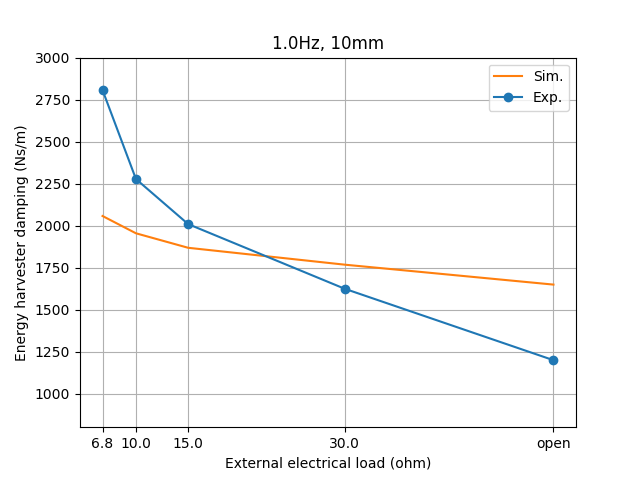 1.0Hz, 10mm
Sim.
Exp.
Energy harvester damping (Ns/m)
3000
2750
2500
2250
2000
1750
1500
1250
1000
6.8 10.0 15.0 30.0 open
External electrical load (ohm)